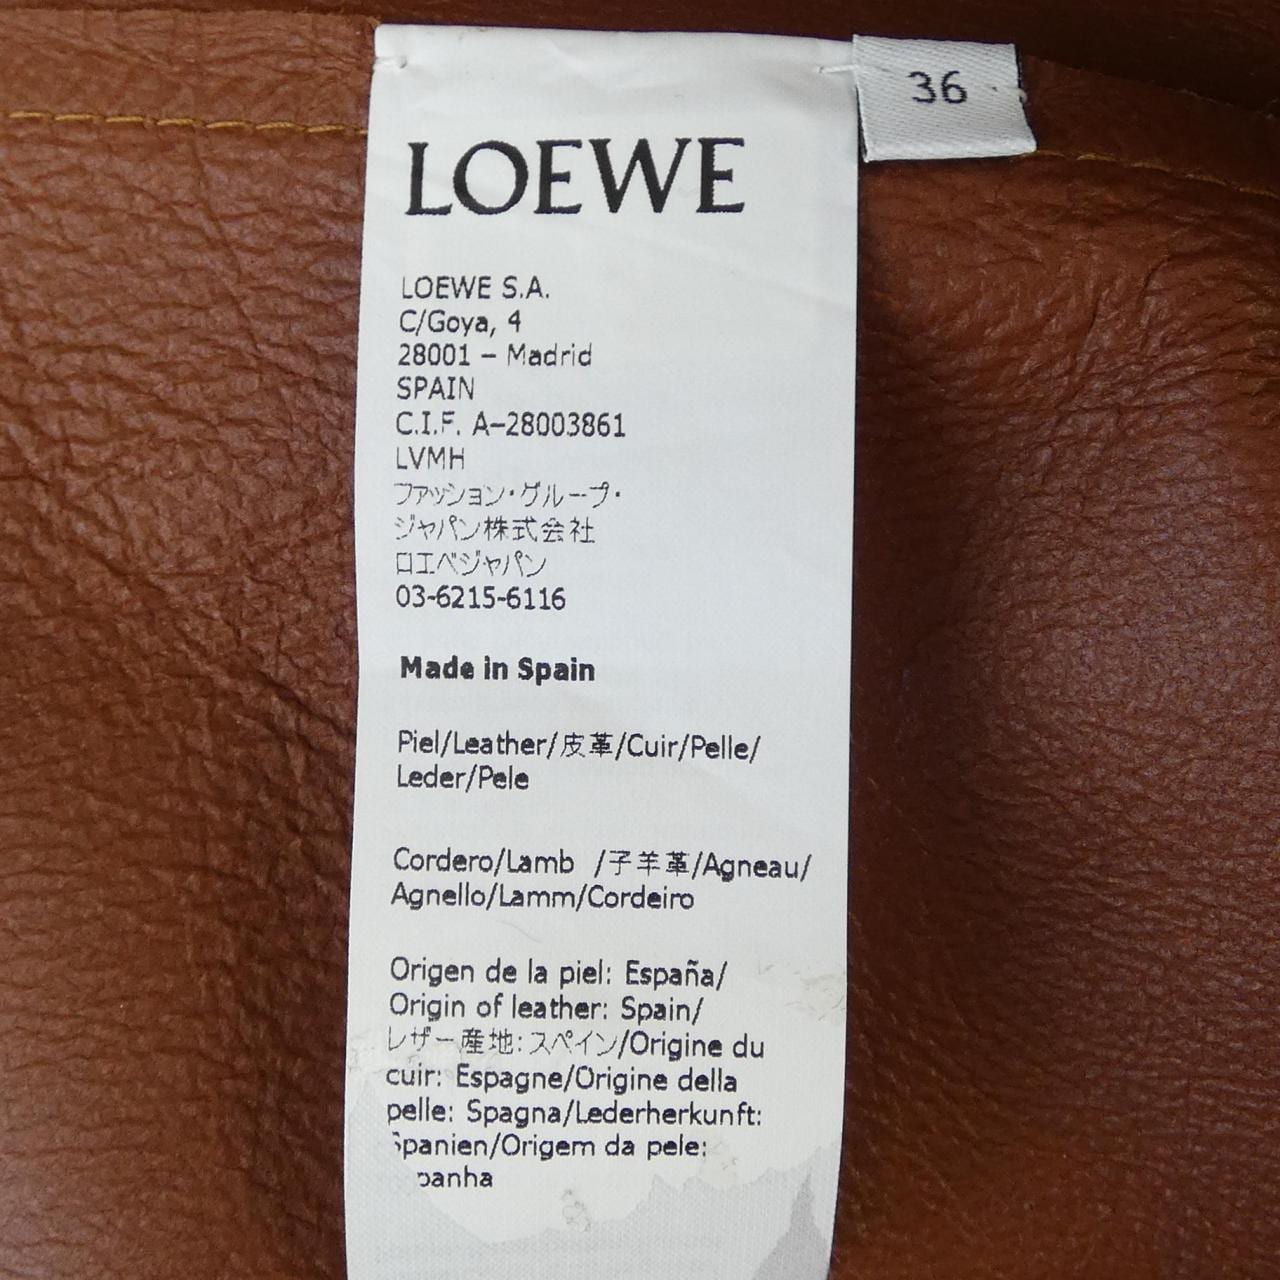 36
LOEWE
LOEWE S.A.
C/Goya, 4
28001 – Madrid
SPAIN
C.I.F. A–28003861
LVMH
ファッション・グループ・
ジャパン株式会社
ロエベジャパン
03-6215-6116
Made in Spain
Piel/Leather/皮革/Cuir/Pelle/
Leder/Pele
Cordero/Lamb /子羊革/Agneau/
Agnello/Lamm/Cordeiro
Origen de la piel: España/
Origin of leather: Spain/
レザー産地: スペイン/Origine du
cuir: Espagne/Origine della
pelle: Spagna/Lederherkunft:
Spanien/Origem da pele: